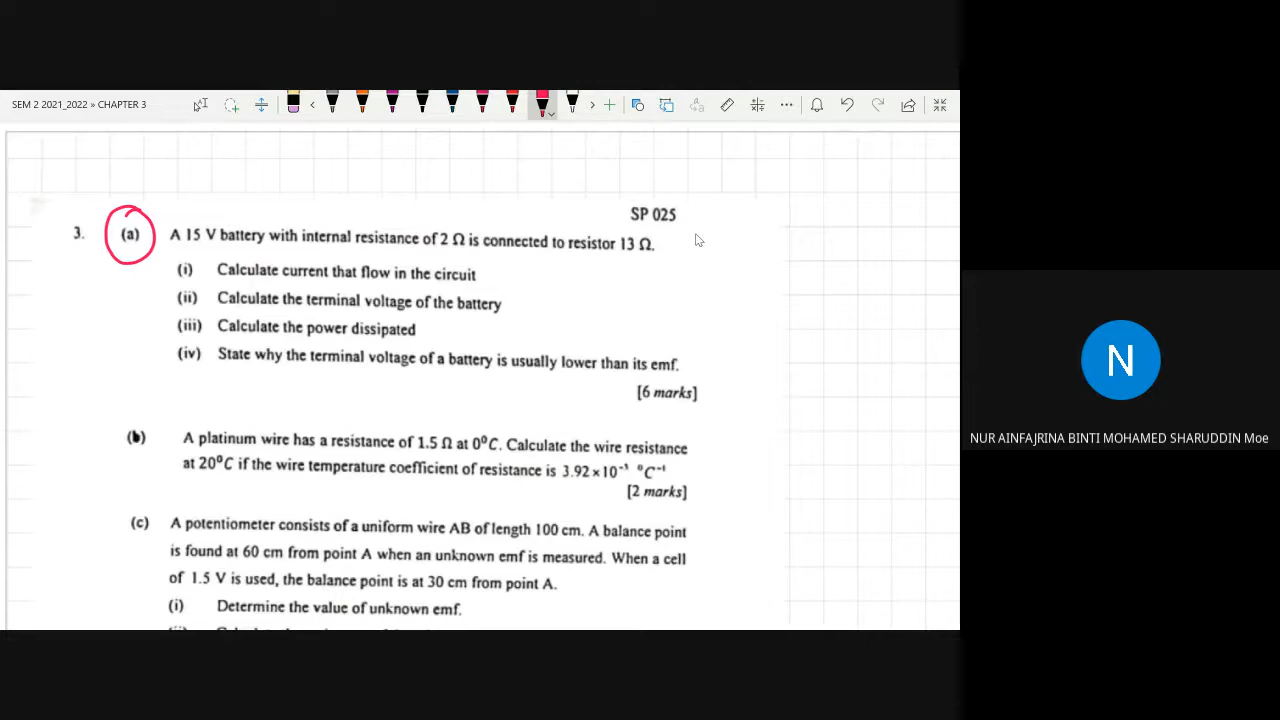 SEM 2 2021_2022 » CHAPTER 3
SP 025
3. (a) A 15 V battery with internal resistance of 2 Ω is connected to resistor 13 Ω.
(i) Calculate current that flow in the circuit
(ii) Calculate the terminal voltage of the battery
(iii) Calculate the power dissipated
(iv) State why the terminal voltage of a battery is usually lower than its emf.
[6 marks]
(b) A platinum wire has a resistance of 1.5 Ω at 0⁰C. Calculate the wire resistance
at 20⁰C if the wire temperature coefficient of resistance is 3.92×10⁻³ ⁰C⁻¹
[2 marks]
(c) A potentiometer consists of a uniform wire AB of length 100 cm. A balance point
is found at 60 cm from point A when an unknown emf is measured. When a cell
of 1.5 V is used, the balance point is at 30 cm from point A.
(i) Determine the value of unknown emf.
N
NUR AINFAJRINA BINTI MOHAMED SHARUDDIN Moe